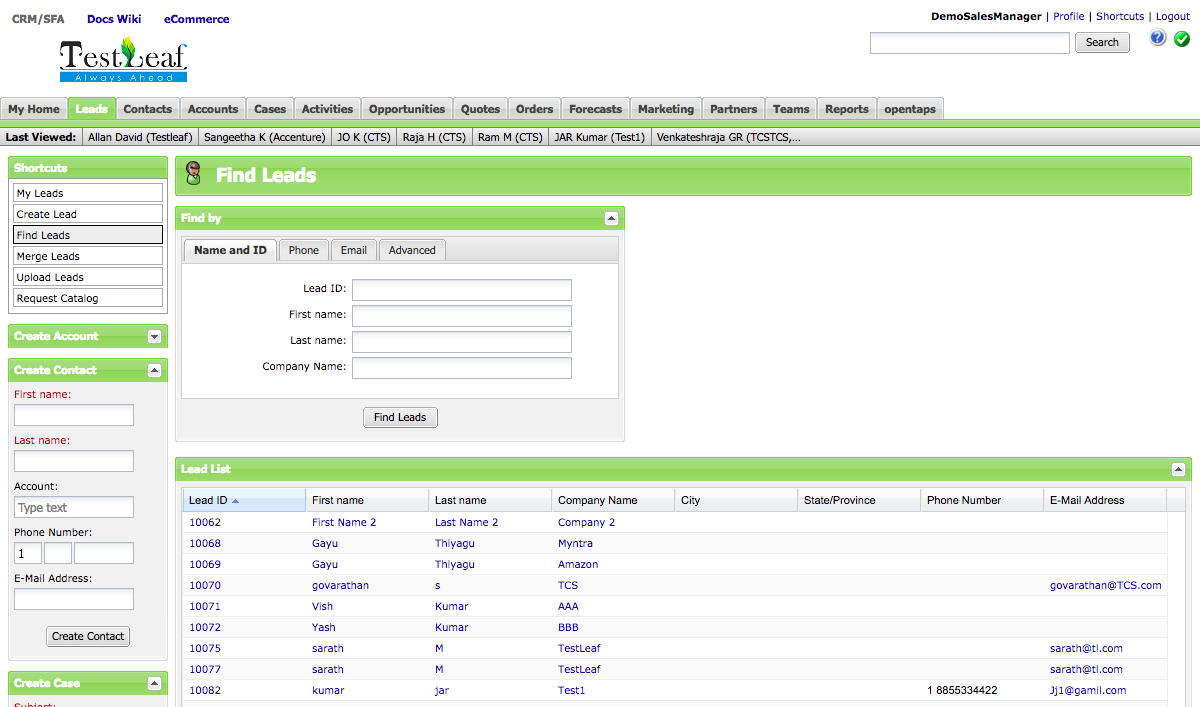 CRM/SFA Docs Wiki eCommerce
DemoSalesManager | Profile | Shortcuts | Logout
Search
TestLeaf
Always Ahead
My Home Leads Contacts Accounts Cases Activities Opportunities Quotes Orders Forecasts Marketing Partners Teams Reports opentaps
Last Viewed: Allan David (Testleaf) Sangeetha K (Accenture) JO K (CTS) Raja H (CTS) Ram M (CTS) JAR Kumar (Test1) Venkateshraja GR (TCSTCS,...
Shortcuts
My Leads
Create Lead
Find Leads
Merge Leads
Upload Leads
Request Catalog
Create Account
Create Contact
First name:
Last name:
Account:
Type text
Phone Number:
1
E-Mail Address:
Create Contact
Create Case
Subject:
Find Leads
Find by
Name and ID Phone Email Advanced
Lead ID:
First name:
Last name:
Company Name:
Find Leads
Lead List
Lead ID First name Last name Company Name City State/Province Phone Number E-Mail Address
10062 First Name 2 Last Name 2 Company 2
10068 Gayu Thiyagu Myntra
10069 Gayu Thiyagu Amazon
10070 govarathan s TCS govarathan@TCS.com
10071 Vish Kumar AAA
10072 Yash Kumar BBB
10075 sarath M TestLeaf sarath@tl.com
10077 sarath M TestLeaf sarath@tl.com
10082 kumar jar Test1 1 8855334422 Jj1@gamil.com